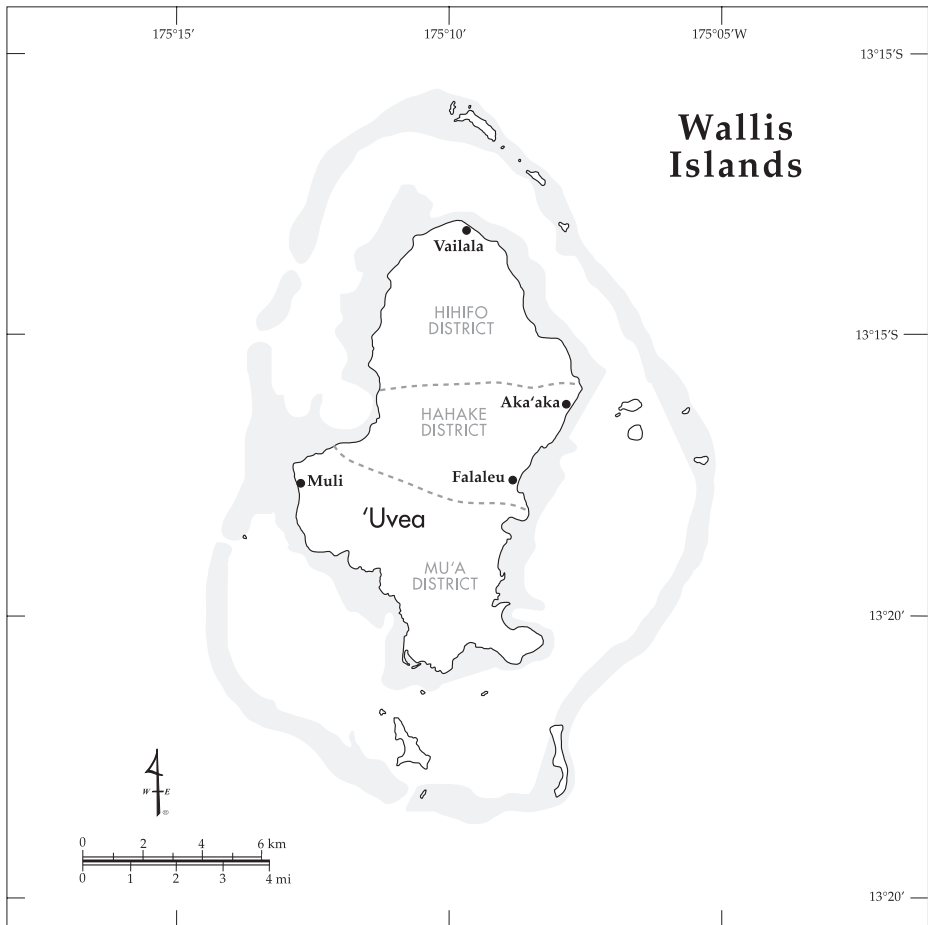 175°15’
175°10’
175°05’W
13°15’S
Wallis
Islands
Vailala
HIHIFO
DISTRICT
13°15’S
Aka‘aka
HAHAKE
DISTRICT
Muli
Falaleu
‘Uvea
MU‘A
DISTRICT
13°20’
W E
®
0 2 4 6 km
0 1 2 3 4 mi
13°20’